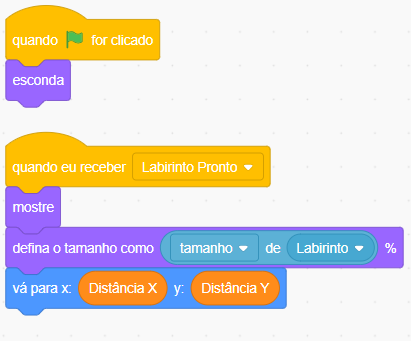 quando for clicado
esconda
quando eu receber Labirinto Pronto
mostre
defina o tamanho como tamanho de Labirinto %
vá para x: Distância X y: Distância Y